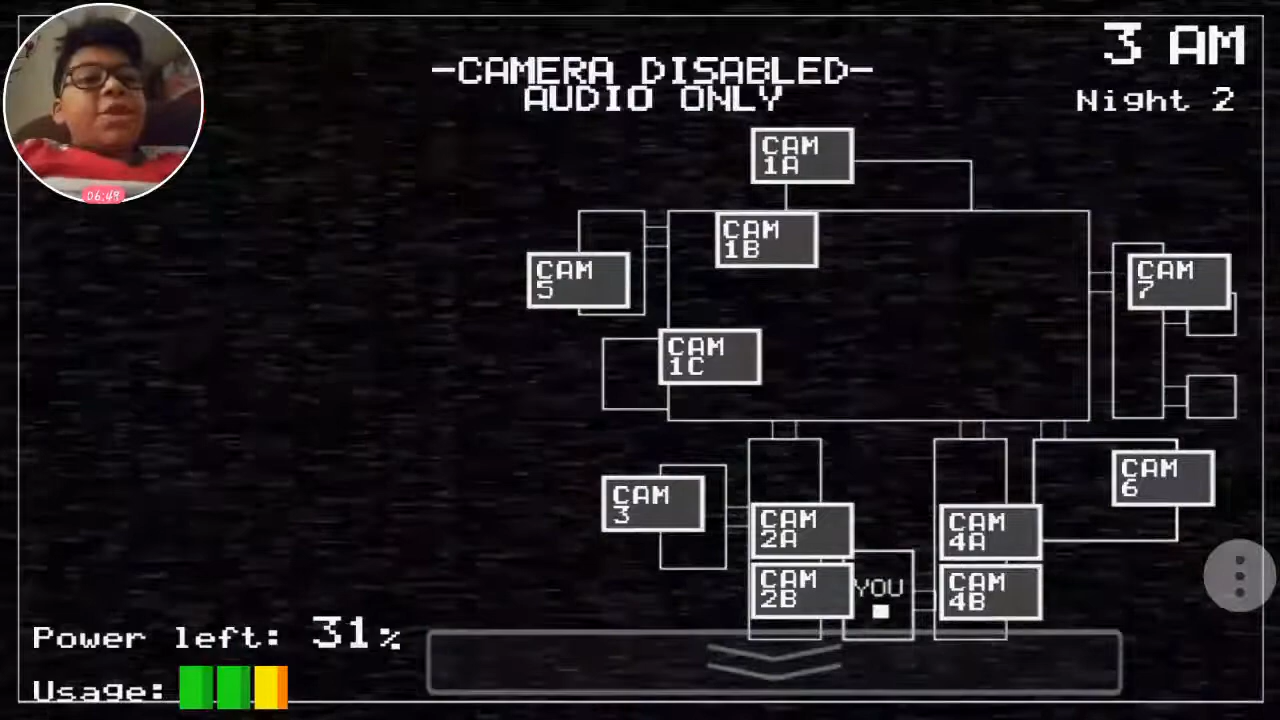 3 AM
Night 2
-CAMERA DISABLED-
AUDIO ONLY
06:49
CAM
1A
CAM
1B
CAM
5
CAM
7
CAM
1C
CAM
6
CAM
3
CAM
2A
CAM
4A
CAM
2B
YOU
CAM
4B
Power left: 31%
Usage: